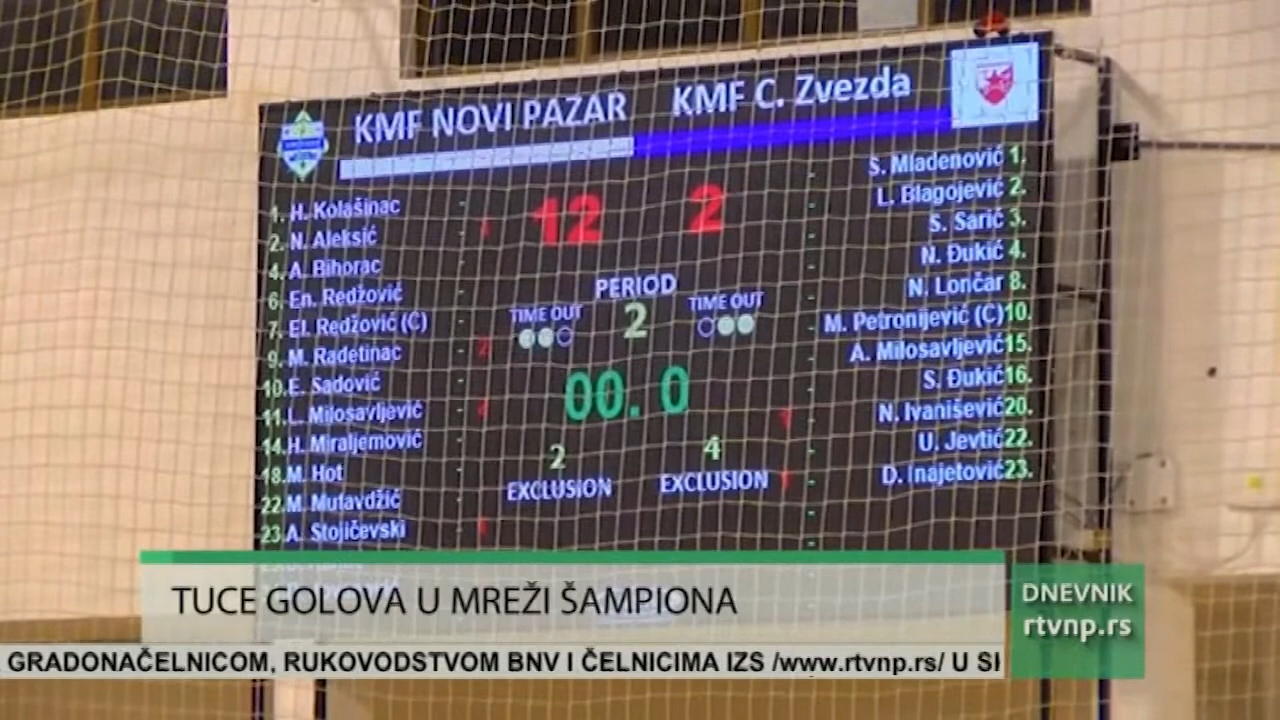 KMF NOVI PAZAR KMF C. Zvezda
12 2
PERIOD
2
TIME OUT TIME OUT
00. 0
2 4
EXCLUSION EXCLUSION
1. H. Kolašinac
2. N. Aleksić
4. A. Bihorac
6. En. Redžović
7. El. Redžović (C)
9. M. Radetinac
10. E. Sadović
11. L. Milosavljević
14. H. Miraljemović
18. M. Hot
22. M. Mutavdžić
23. A. Stojičevski
S. Mladenović 1.
L. Blagojević 2.
S. Sarić 3.
N. Đukić 4.
N. Lončar 8.
M. Petronijević (C) 10.
A. Milosavljević 15.
S. Đukić 16.
N. Ivanišević 20.
U. Jevtić 22.
D. Inajetović 23.
TUCE GOLOVA U MREŽI ŠAMPIONA
DNEVNIK
rtvnp.rs
GRADONAČELNICOM, RUKOVODSTVOM BNV I ČELNICIMA IZS /www.rtvnp.rs/ U